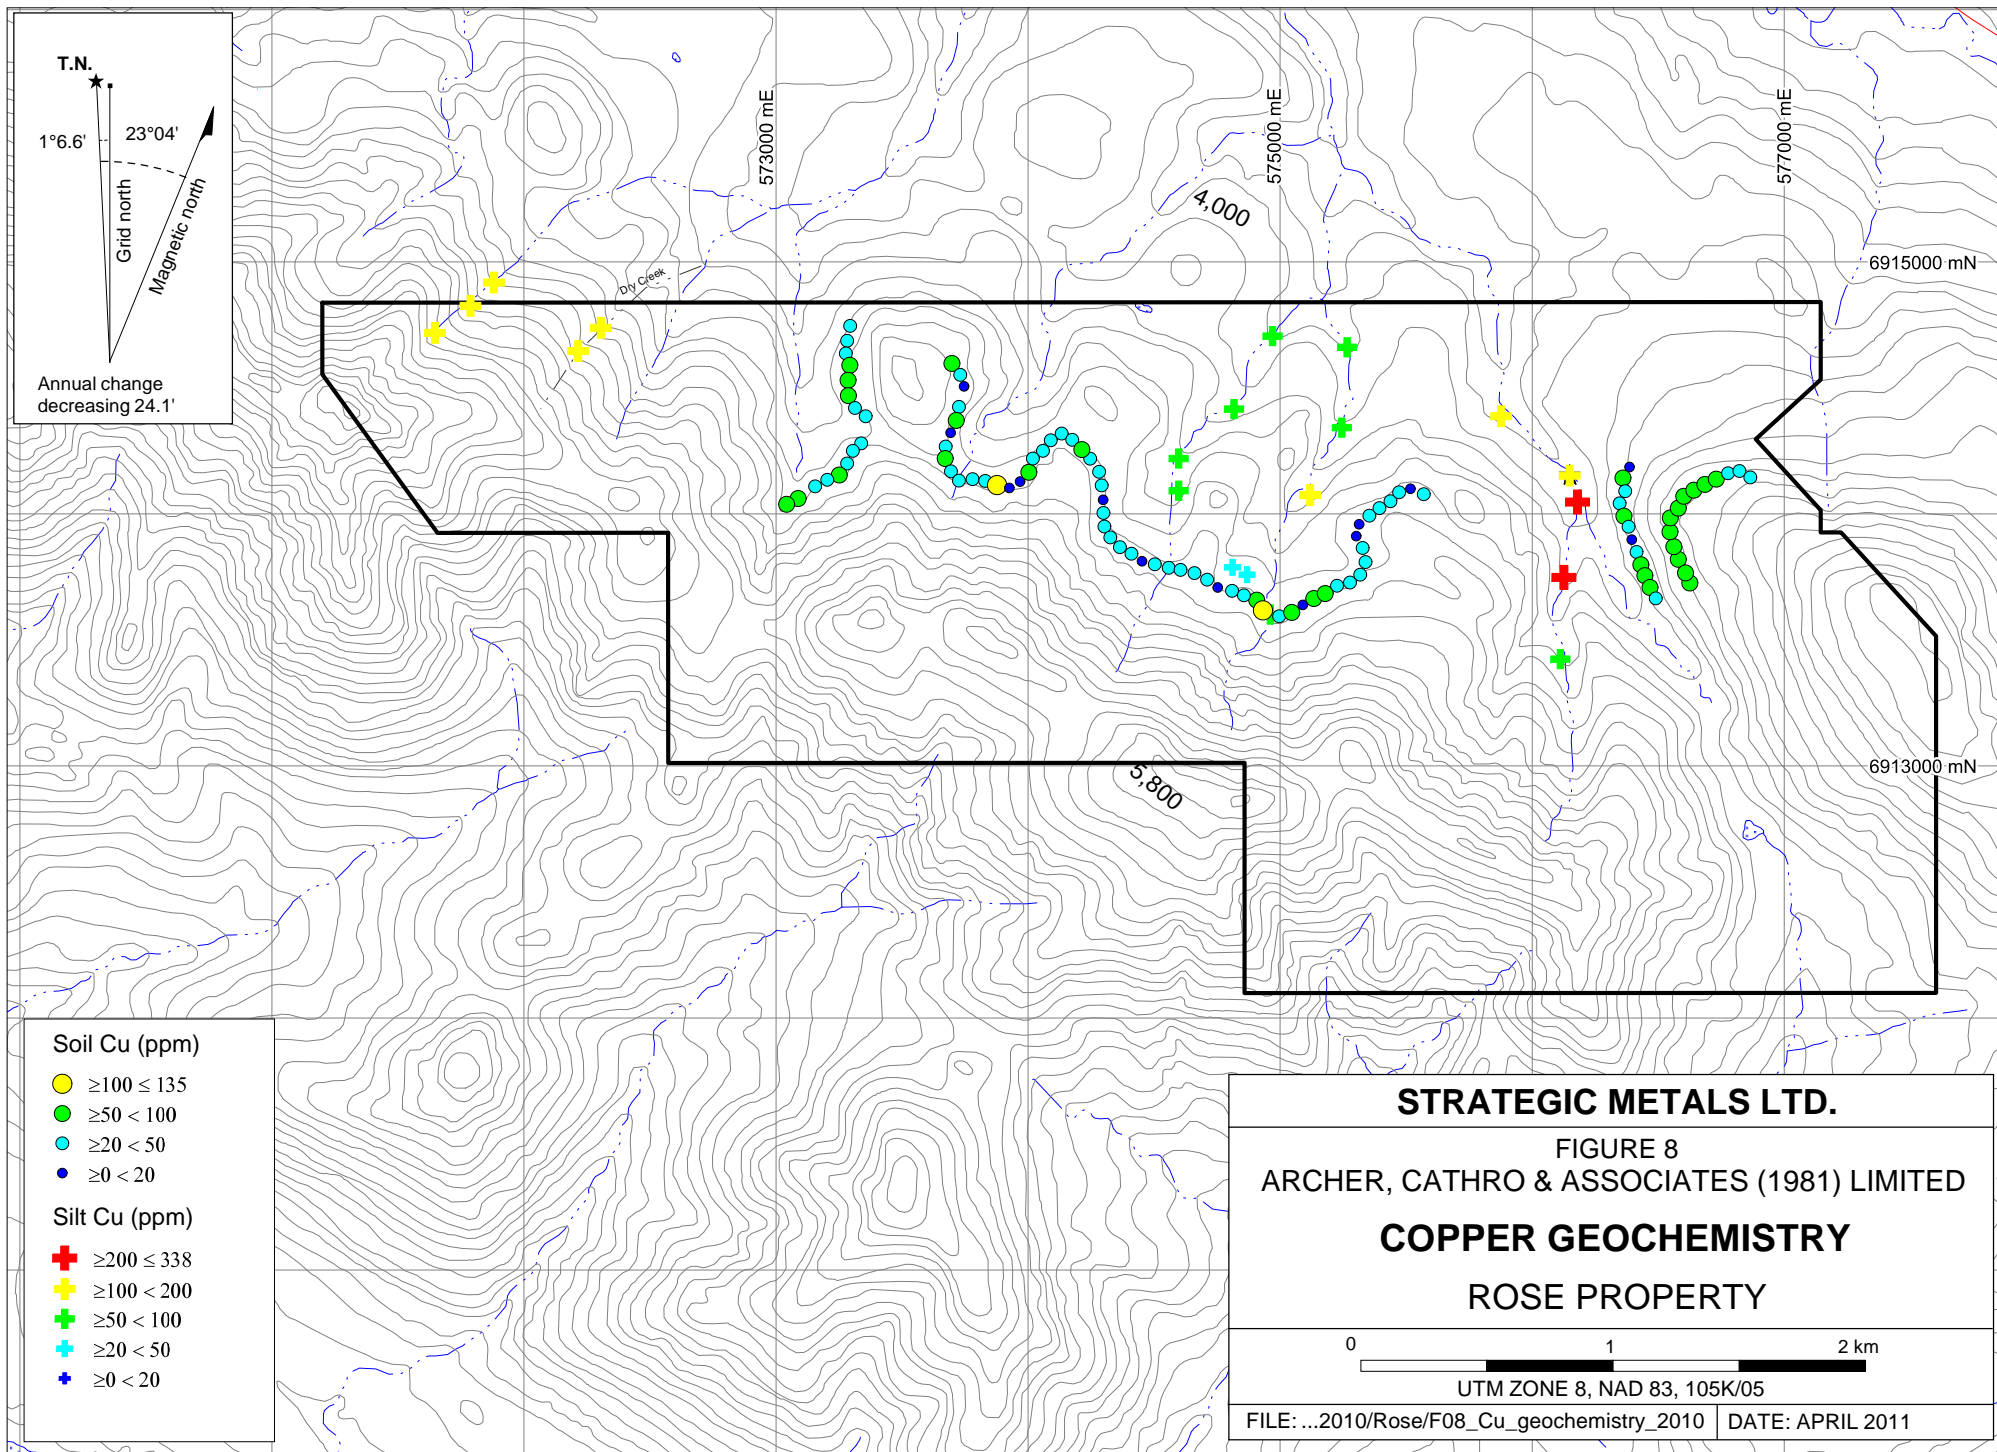 T.N.
1°6.6'
23°04'
Grid north
Magnetic north
Annual change
decreasing 24.1'
573000 mE
575000 mE
577000 mE
4,000
Dry Creek
6915000 mN
6913000 mN
5,800
Soil Cu (ppm)
≥100 ≤ 135
≥50 < 100
≥20 < 50
≥0 < 20
Silt Cu (ppm)
≥200 ≤ 338
≥100 < 200
≥50 < 100
≥20 < 50
≥0 < 20
STRATEGIC METALS LTD.
FIGURE 8
ARCHER, CATHRO & ASSOCIATES (1981) LIMITED
COPPER GEOCHEMISTRY
ROSE PROPERTY
0 1 2 km
UTM ZONE 8, NAD 83, 105K/05
FILE: ...2010/Rose/F08_Cu_geochemistry_2010
DATE: APRIL 2011